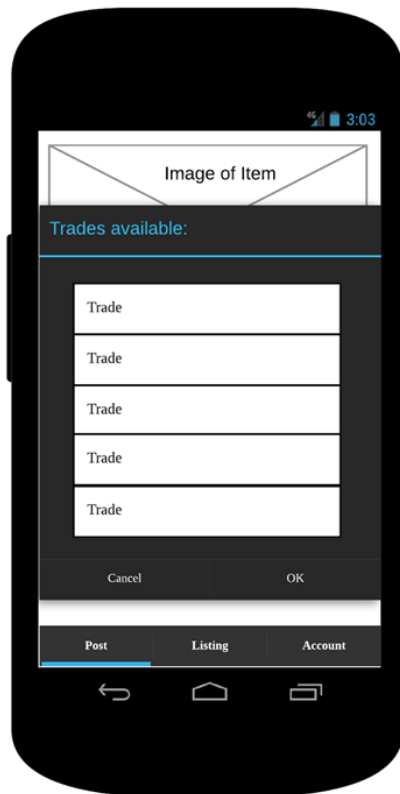 4G 3:03
Image of Item
Trades available:
Trade
Trade
Trade
Trade
Trade
Cancel OK
Post Listing Account